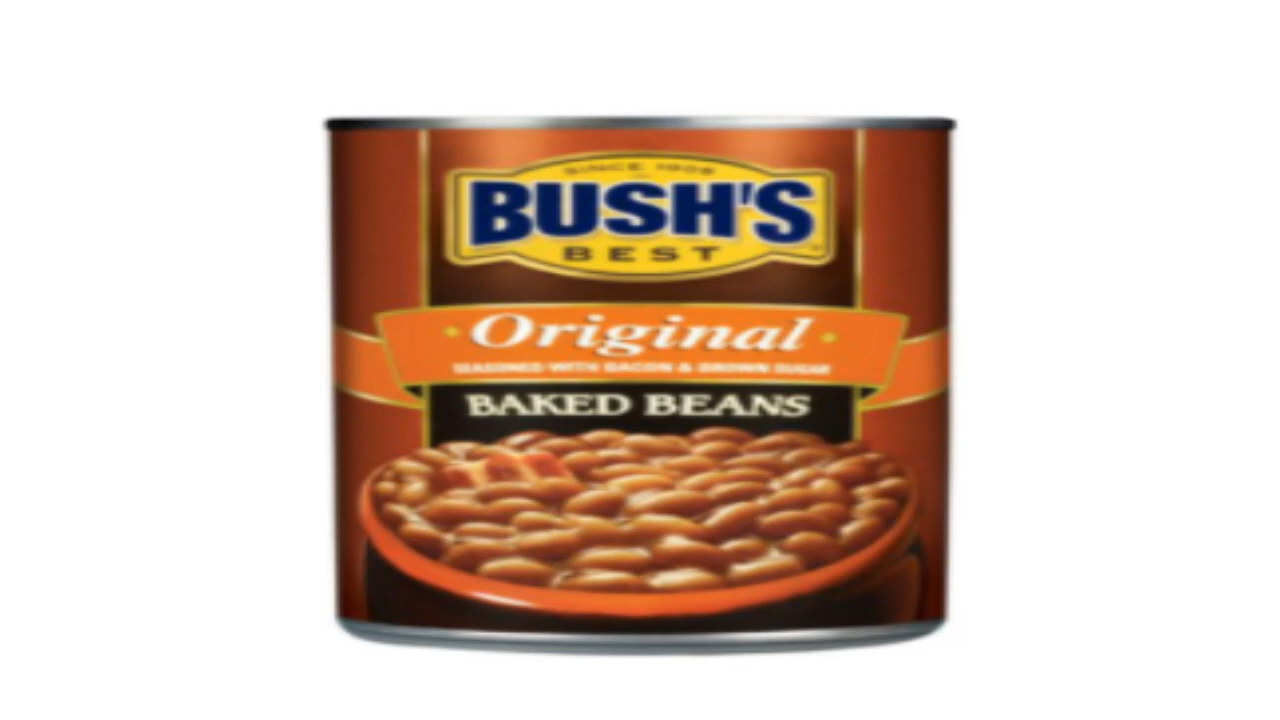 SINCE 1908
BUSH'S
BEST
Original
SEASONED WITH BACON & BROWN SUGAR
BAKED BEANS